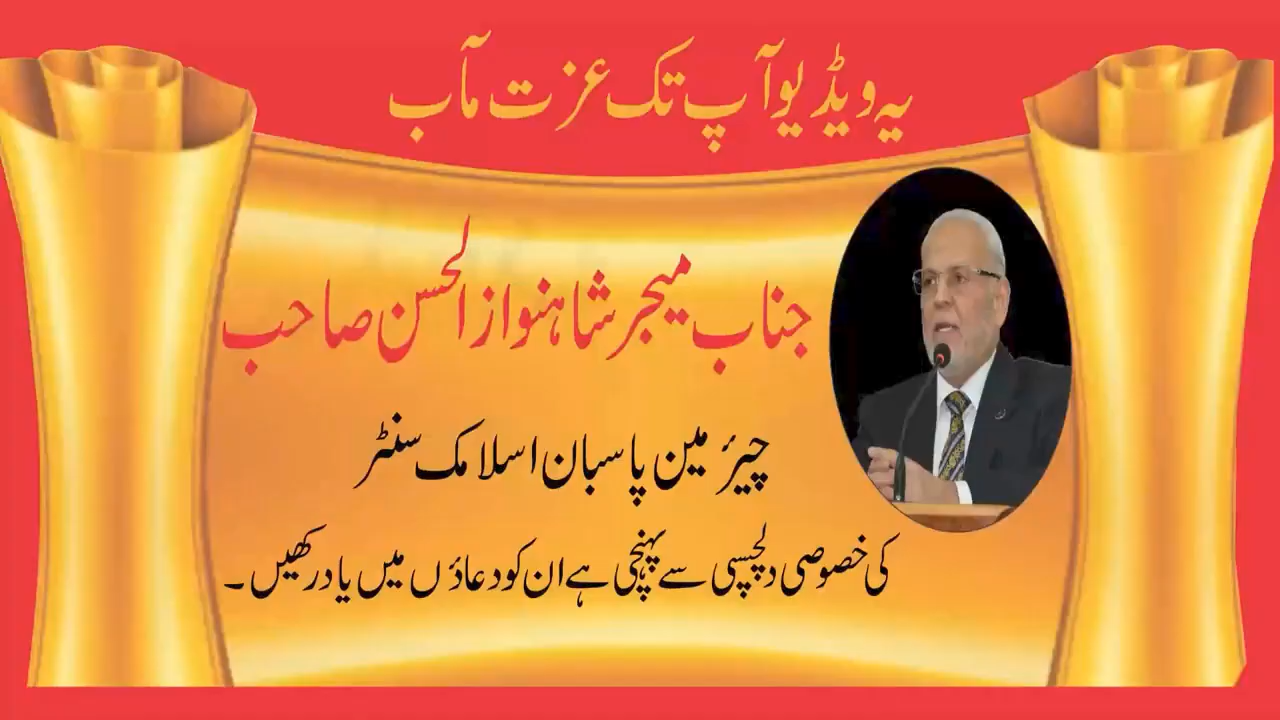 یہ ویڈیو آپ تک عزت مآب
جناب میجر شاہنواز الحسن صاحب
چیئرمین پاسبان اسلامک سنٹر
کی خصوصی دلچسپی سے پہنچی ہے ان کو دعاؤں میں یاد رکھیں۔